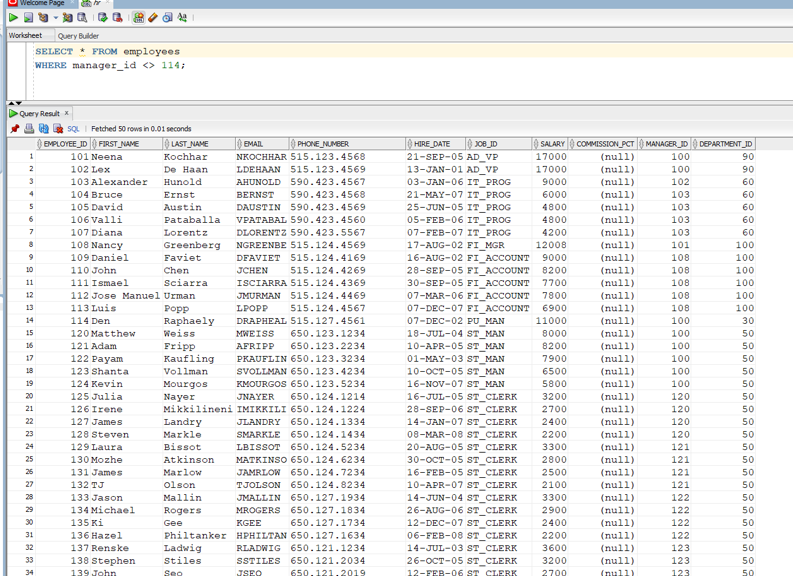 Welcome Page
hr
Worksheet Query Builder
SELECT * FROM employees
WHERE manager_id <> 114;
Query Result x
SQL | Fetched 50 rows in 0.01 seconds
EMPLOYEE_ID FIRST_NAME LAST_NAME EMAIL PHONE_NUMBER HIRE_DATE JOB_ID SALARY COMMISSION_PCT MANAGER_ID DEPARTMENT_ID
1 101 Neena Kochhar NKOCHHAR 515.123.4568 21-SEP-05 AD_VP 17000 (null) 100 90
2 102 Lex De Haan LDEHAAN 515.123.4569 13-JAN-01 AD_VP 17000 (null) 100 90
3 103 Alexander Hunold AHUNOLD 590.423.4567 03-JAN-06 IT_PROG 9000 (null) 102 60
4 104 Bruce Ernst BERNST 590.423.4568 21-MAY-07 IT_PROG 6000 (null) 103 60
5 105 David Austin DAUSTIN 590.423.4569 25-JUN-05 IT_PROG 4800 (null) 103 60
6 106 Valli Pataballa VPATABAL 590.423.4560 05-FEB-06 IT_PROG 4800 (null) 103 60
7 107 Diana Lorentz DLORENTZ 590.423.5567 07-FEB-07 IT_PROG 4200 (null) 103 60
8 108 Nancy Greenberg NGREENBE 515.124.4569 17-AUG-02 FI_MGR 12008 (null) 101 100
9 109 Daniel Faviet DFAVIET 515.124.4169 16-AUG-02 FI_ACCOUNT 9000 (null) 108 100
10 110 John Chen JCHEN 515.124.4269 28-SEP-05 FI_ACCOUNT 8200 (null) 108 100
11 111 Ismael Sciarra ISCIARRA 515.124.4369 30-SEP-05 FI_ACCOUNT 7700 (null) 108 100
12 112 Jose Manuel Urman JMURMAN 515.124.4469 07-MAR-06 FI_ACCOUNT 7800 (null) 108 100
13 113 Luis Popp LPOPP 515.124.4567 07-DEC-07 FI_ACCOUNT 6900 (null) 108 100
14 114 Den Raphaely DRAPHEAL 515.127.4561 07-DEC-02 PU_MAN 11000 (null) 100 30
15 120 Matthew Weiss MWEISS 650.123.1234 18-JUL-04 ST_MAN 8000 (null) 100 50
16 121 Adam Fripp AFRIPP 650.123.2234 10-APR-05 ST_MAN 8200 (null) 100 50
17 122 Payam Kaufling PKAUFLIN 650.123.3234 01-MAY-03 ST_MAN 7900 (null) 100 50
18 123 Shanta Vollman SVOLLMAN 650.123.4234 10-OCT-05 ST_MAN 6500 (null) 100 50
19 124 Kevin Mourgos KMOURGOS 650.123.5234 16-NOV-07 ST_MAN 5800 (null) 100 50
20 125 Julia Nayer JNAYER 650.124.1214 16-JUL-05 ST_CLERK 3200 (null) 120 50
21 126 Irene Mikkilineni IMIKKILI 650.124.1224 28-SEP-06 ST_CLERK 2700 (null) 120 50
22 127 James Landry JLANDRY 650.124.1334 14-JAN-07 ST_CLERK 2400 (null) 120 50
23 128 Steven Markle SMARKLE 650.124.1434 08-MAR-08 ST_CLERK 2200 (null) 120 50
24 129 Laura Bissot LBISSOT 650.124.5234 20-AUG-05 ST_CLERK 3300 (null) 121 50
25 130 Mozhe Atkinson MATKINSO 650.124.6234 30-OCT-05 ST_CLERK 2800 (null) 121 50
26 131 James Marlow JAMRLOW 650.124.7234 16-FEB-05 ST_CLERK 2500 (null) 121 50
27 132 TJ Olson TJOLSON 650.124.8234 10-APR-07 ST_CLERK 2100 (null) 121 50
28 133 Jason Mallin JMALLIN 650.127.1934 14-JUN-04 ST_CLERK 3300 (null) 122 50
29 134 Michael Rogers MROGERS 650.127.1834 26-AUG-06 ST_CLERK 2900 (null) 122 50
30 135 Ki Gee KGEE 650.127.1734 12-DEC-07 ST_CLERK 2400 (null) 122 50
31 136 Hazel Philtanker HPHILTAN 650.127.1634 06-FEB-08 ST_CLERK 2200 (null) 122 50
32 137 Renske Ladwig RLADWIG 650.121.1234 14-JUL-03 ST_CLERK 3600 (null) 123 50
33 138 Stephen Stiles SSTILES 650.121.2034 26-OCT-05 ST_CLERK 3200 (null) 123 50
34 139 John Seo JSEO 650.121.2019 12-FEB-06 ST_CLERK 2700 (null) 123 50